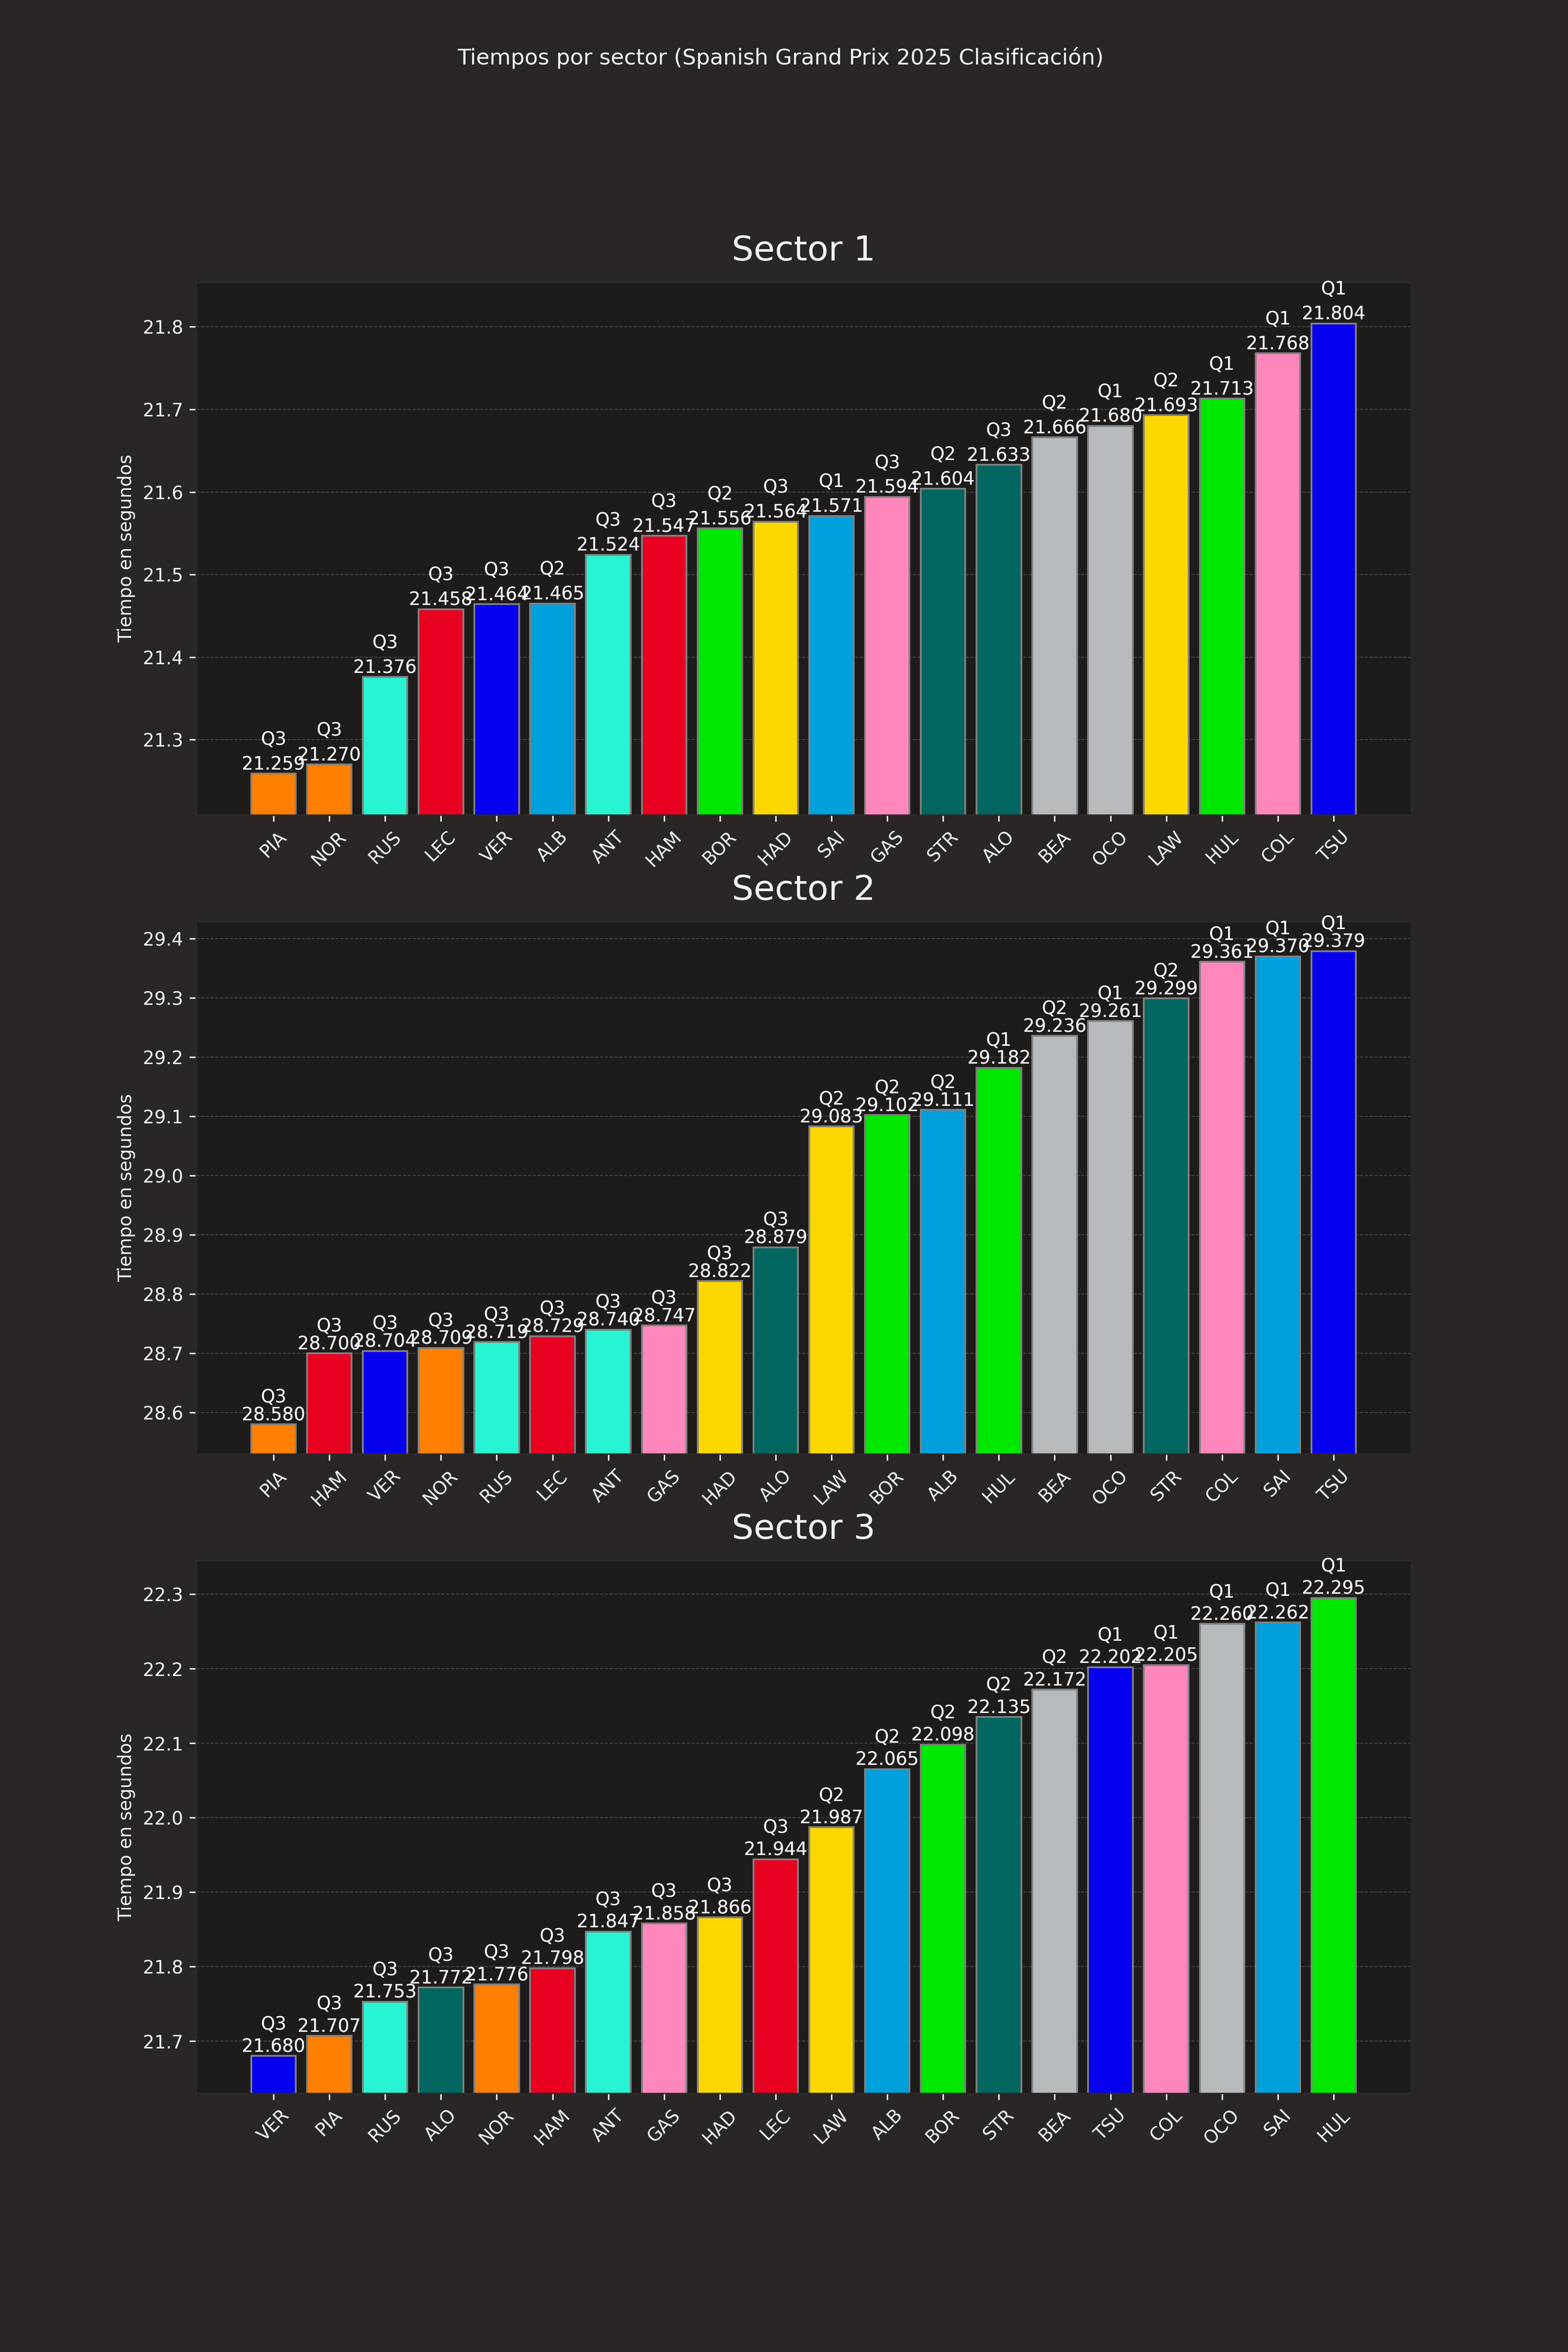 Tiempos por sector (Spanish Grand Prix 2025 Clasificación)
Sector 1
Tiempo en segundos
21.8
21.7
21.6
21.5
21.4
21.3
Q3
21.259
Q3
21.270
Q3
21.376
Q3
21.458
Q3
21.464
Q2
21.465
Q3
21.524
Q3
21.547
Q2
21.556
Q3
21.564
Q1
21.571
Q3
21.594
Q2
21.604
Q3
21.633
Q2
21.666
Q1
21.680
Q2
21.693
Q1
21.713
Q1
21.768
Q1
21.804
PIA NOR RUS LEC VER ALB ANT HAM BOR HAD SAI GAS STR ALO BEA OCO LAW HUL COL TSU
Sector 2
Tiempo en segundos
29.4
29.3
29.2
29.1
29.0
28.9
28.8
28.7
28.6
Q3
28.580
Q3
28.700
Q3
28.704
Q3
28.709
Q3
28.719
Q3
28.729
Q3
28.740
Q3
28.747
Q3
28.822
Q3
28.879
Q2
29.083
Q2
29.102
Q2
29.111
Q1
29.182
Q2
29.236
Q1
29.261
Q2
29.299
Q1
29.361
Q1
29.370
Q1
29.379
PIA HAM VER NOR RUS LEC ANT GAS HAD ALO LAW BOR ALB HUL BEA OCO STR COL SAI TSU
Sector 3
Tiempo en segundos
22.3
22.2
22.1
22.0
21.9
21.8
21.7
Q3
21.680
Q3
21.707
Q3
21.753
Q3
21.772
Q3
21.776
Q3
21.798
Q3
21.847
Q3
21.858
Q3
21.866
Q3
21.944
Q2
21.987
Q2
22.065
Q2
22.098
Q2
22.135
Q2
22.172
Q1
22.202
Q1
22.205
Q1
22.260
Q1
22.262
Q1
22.295
VER PIA RUS ALO NOR HAM ANT GAS HAD LEC LAW ALB BOR STR BEA TSU COL OCO SAI HUL